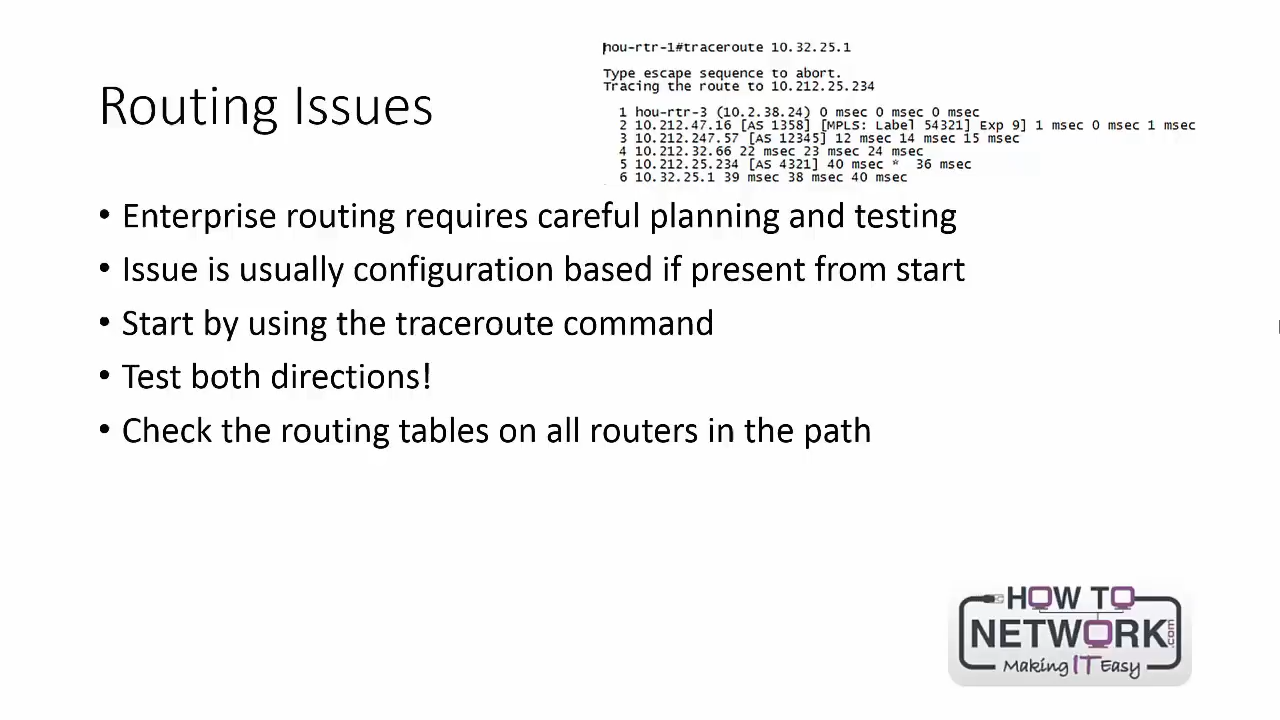 hou-rtr-1#traceroute 10.32.25.1
Type escape sequence to abort.
Tracing the route to 10.212.25.234
1 hou-rtr-3 (10.2.38.24) 0 msec 0 msec 0 msec
2 10.212.47.16 [AS 1358] [MPLS: Label 54321] Exp 9] 1 msec 0 msec 1 msec
3 10.212.247.57 [AS 12345] 12 msec 14 msec 15 msec
4 10.212.32.66 22 msec 23 msec 24 msec
5 10.212.25.234 [AS 4321] 40 msec * 36 msec
6 10.32.25.1 39 msec 38 msec 40 msec
Routing Issues
• Enterprise routing requires careful planning and testing
• Issue is usually configuration based if present from start
• Start by using the traceroute command
• Test both directions!
• Check the routing tables on all routers in the path
HOW TO
NETWORK.com
Making IT Easy